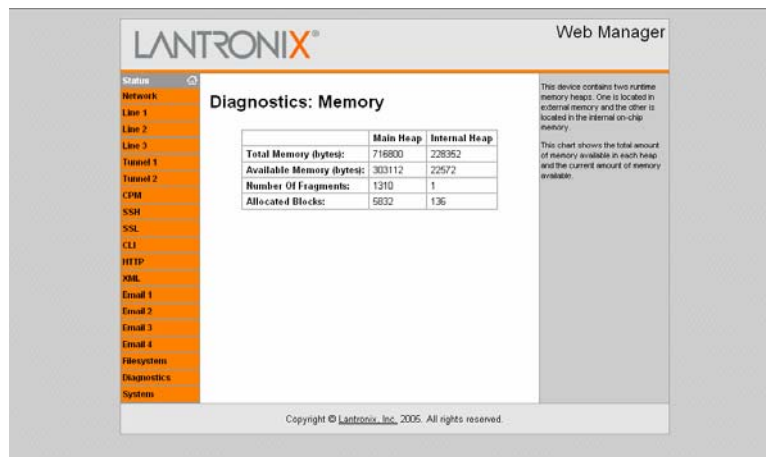 LANTRONIX®
Web Manager
Status
Network
Line 1
Line 2
Line 3
Tunnel 1
Tunnel 2
CPM
SSH
SSL
CLI
HTTP
XML
Email 1
Email 2
Email 3
Email 4
Filesystem
Diagnostics
System
Diagnostics: Memory
Main Heap Internal Heap
Total Memory (bytes): 716800 228352
Available Memory (bytes): 303112 22572
Number Of Fragments: 1310 1
Allocated Blocks: 5832 136
This device contains two runtime
memory heaps. One is located in
external memory and the other is
located in the internal on-chip
memory.
This chart shows the total amount
of memory available in each heap
and the current amount of memory
available.
Copyright © Lantronix, Inc. 2005. All rights reserved.